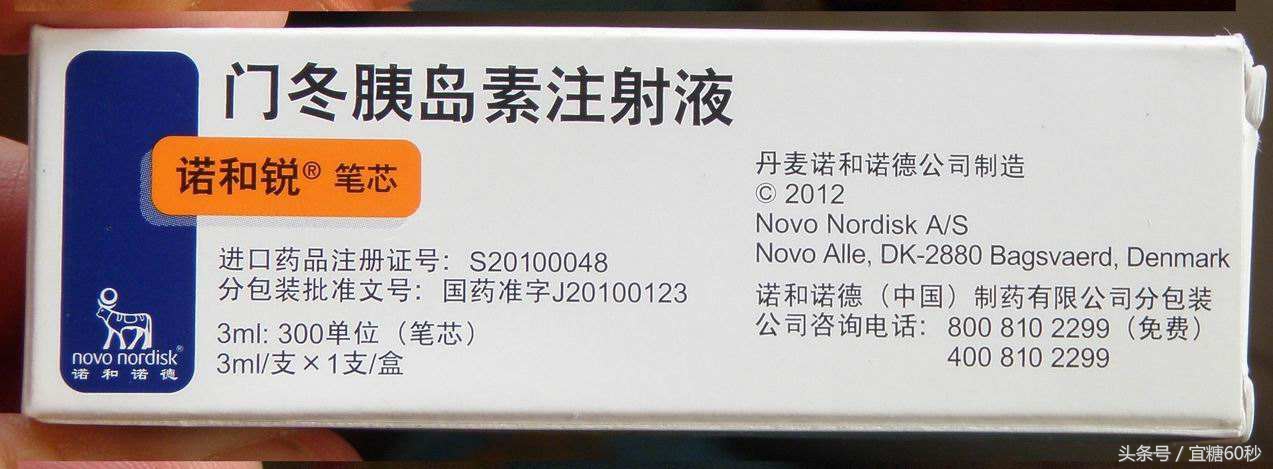 门冬胰岛素注射液
诺和锐® 笔芯
进口药品注册证号：S20100048
分包装批准文号：国药准字J20100123
3ml: 300单位（笔芯）
3ml/支×1支/盒
novo nordisk®
诺和诺德
丹麦诺和诺德公司制造
© 2012
Novo Nordisk A/S
Novo Alle, DK-2880 Bagsvaerd, Denmark
诺和诺德（中国）制药有限公司分包装
公司咨询电话：800 810 2299（免费）
400 810 2299
头条号 / 宜糖60秒